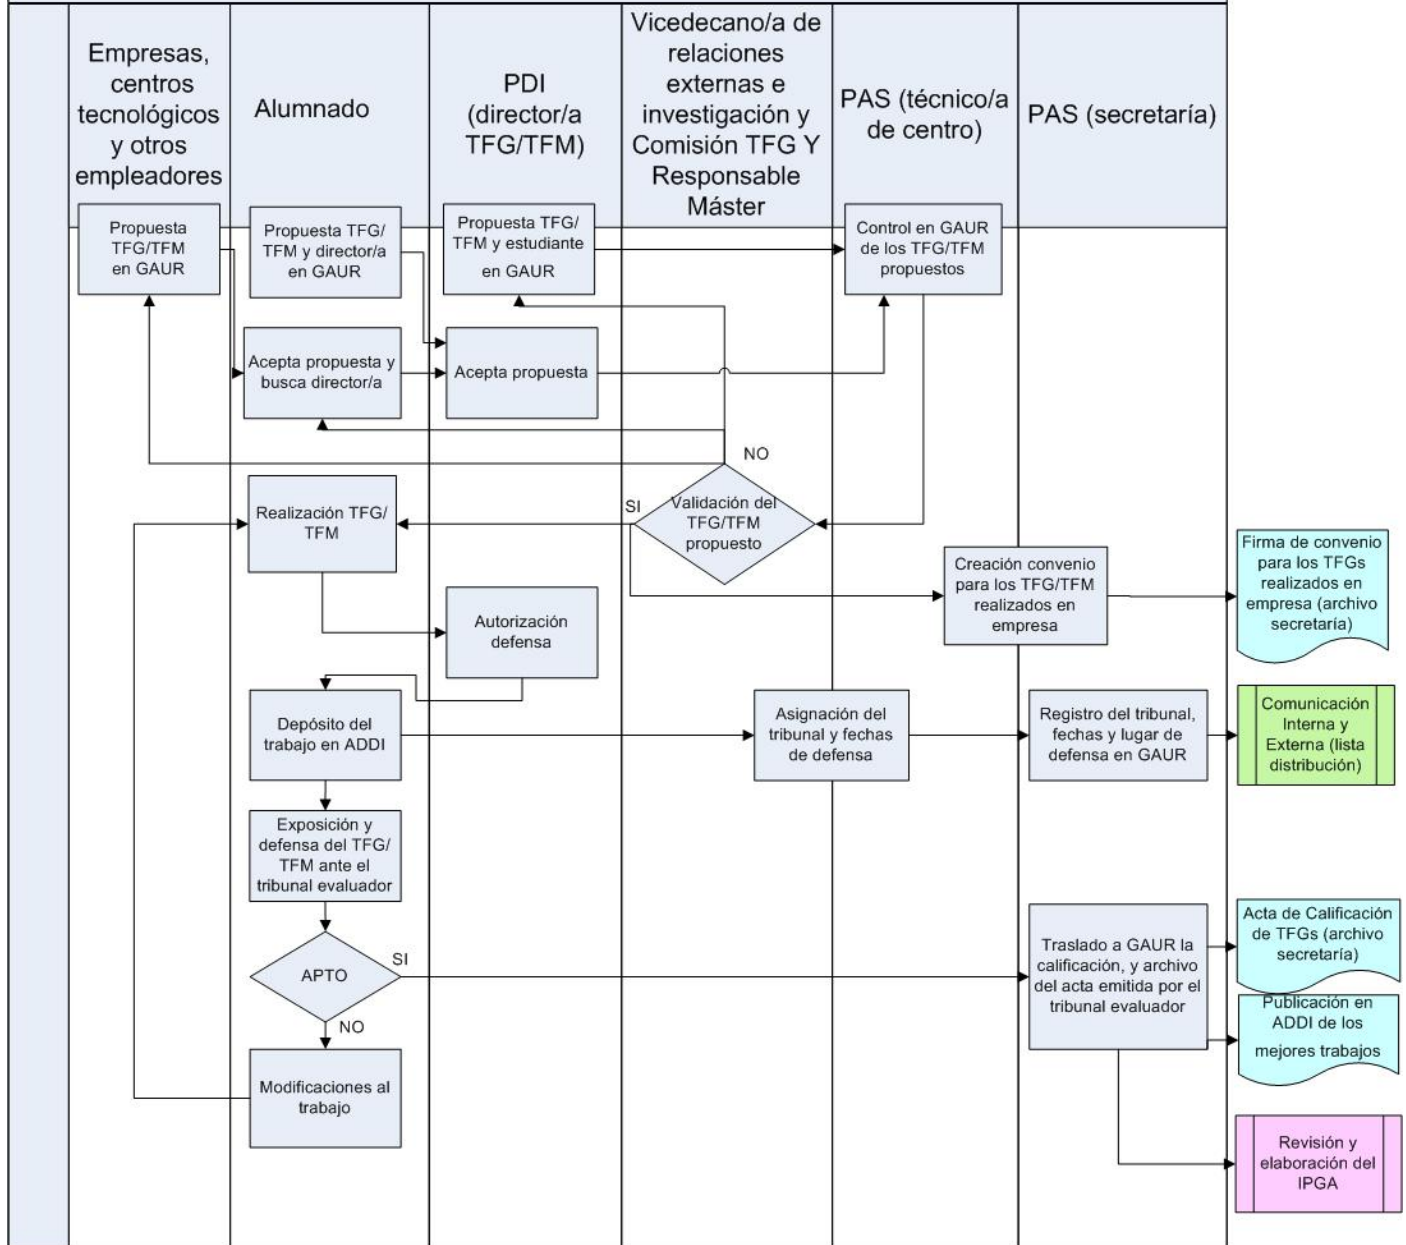 Empresas,
centros
tecnológicos
y otros
empleadores
Alumnado
PDI
(director/a
TFG/TFM)
Vicedecano/a de
relaciones
externas e
investigación y
Comisión TFG Y
Responsable
Máster
PAS (técnico/a
de centro)
PAS (secretaría)
Propuesta
TFG/TFM
en GAUR
Propuesta TFG/
TFM y director/a
en GAUR
Propuesta TFG/
TFM y estudiante
en GAUR
Control en GAUR
de los TFG/TFM
propuestos
Acepta propuesta y
busca director/a
Acepta propuesta
NO
SI
Validación del
TFG/TFM
propuesto
Realización TFG/
TFM
Creación convenio
para los TFG/TFM
realizados en
empresa
Firma de convenio
para los TFGs
realizados en
empresa (archivo
secretaría)
Autorización
defensa
Depósito del
trabajo en ADDI
Asignación del
tribunal y fechas
de defensa
Registro del tribunal,
fechas y lugar de
defensa en GAUR
Comunicación
Interna y
Externa (lista
distribución)
Exposición y
defensa del TFG/
TFM ante el
tribunal evaluador
APTO
SI
NO
Traslado a GAUR la
calificación, y archivo
del acta emitida por el
tribunal evaluador
Acta de Calificación
de TFGs (archivo
secretaría)
Publicación en
ADDI de los
mejores trabajos
Modificaciones al
trabajo
Revisión y
elaboración del
IPGA